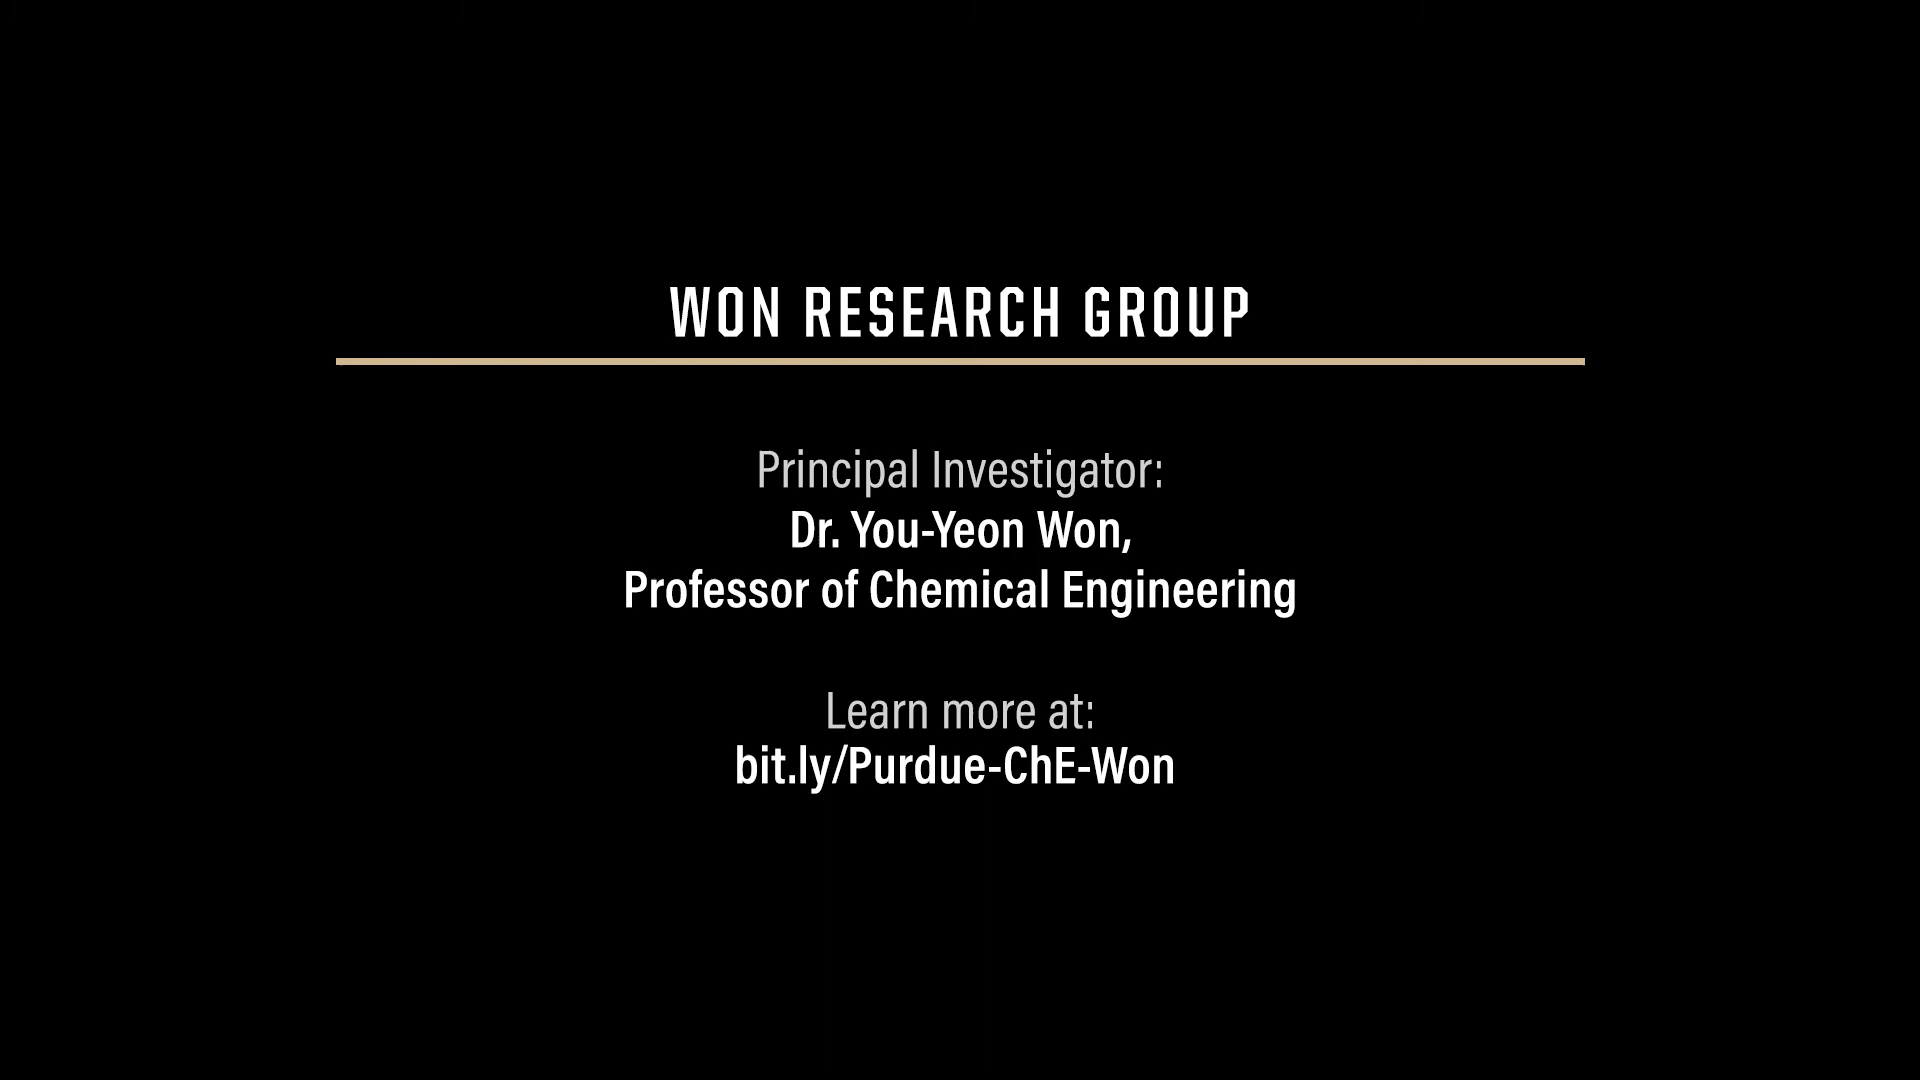 WON RESEARCH GROUP
Principal Investigator:
Dr. You-Yeon Won,
Professor of Chemical Engineering
Learn more at:
bit.ly/Purdue-ChE-Won